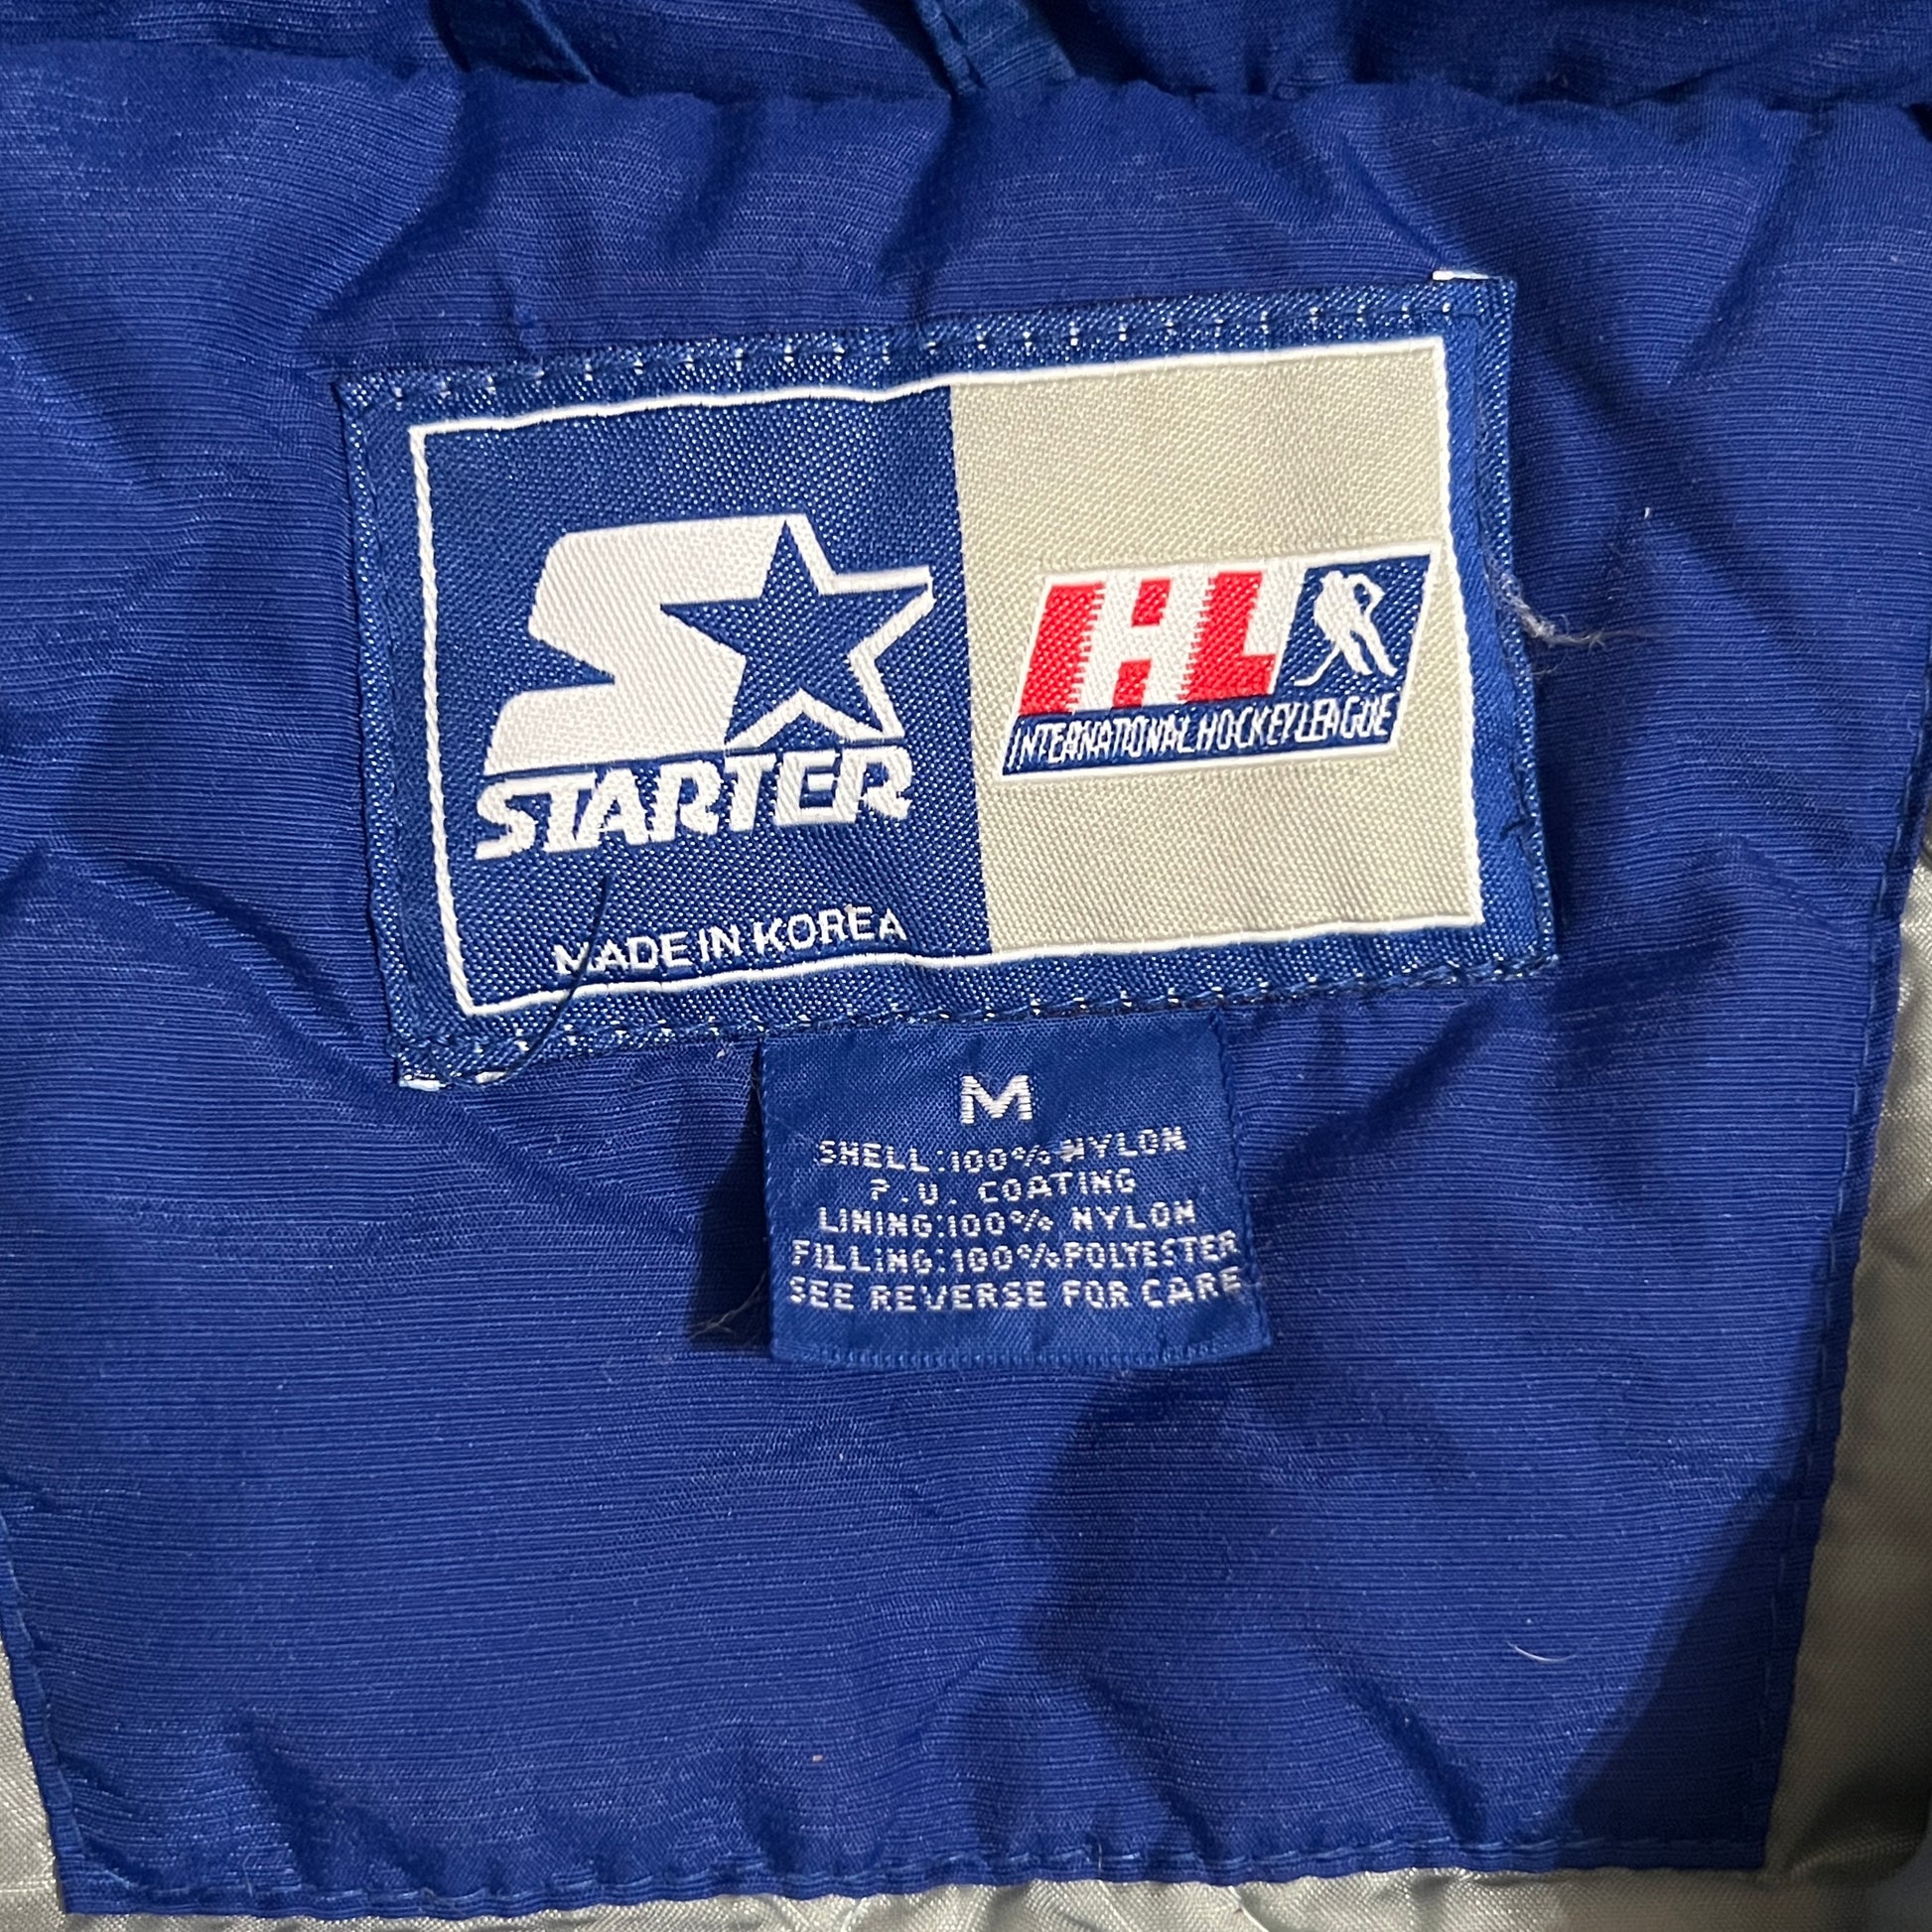 STARTER
MADE IN KOREA
IHL
INTERNATIONAL HOCKEY LEAGUE
M
SHELL:100% NYLON
P.U. COATING
LINING:100% NYLON
FILLING:100%POLYESTER
SEE REVERSE FOR CARE